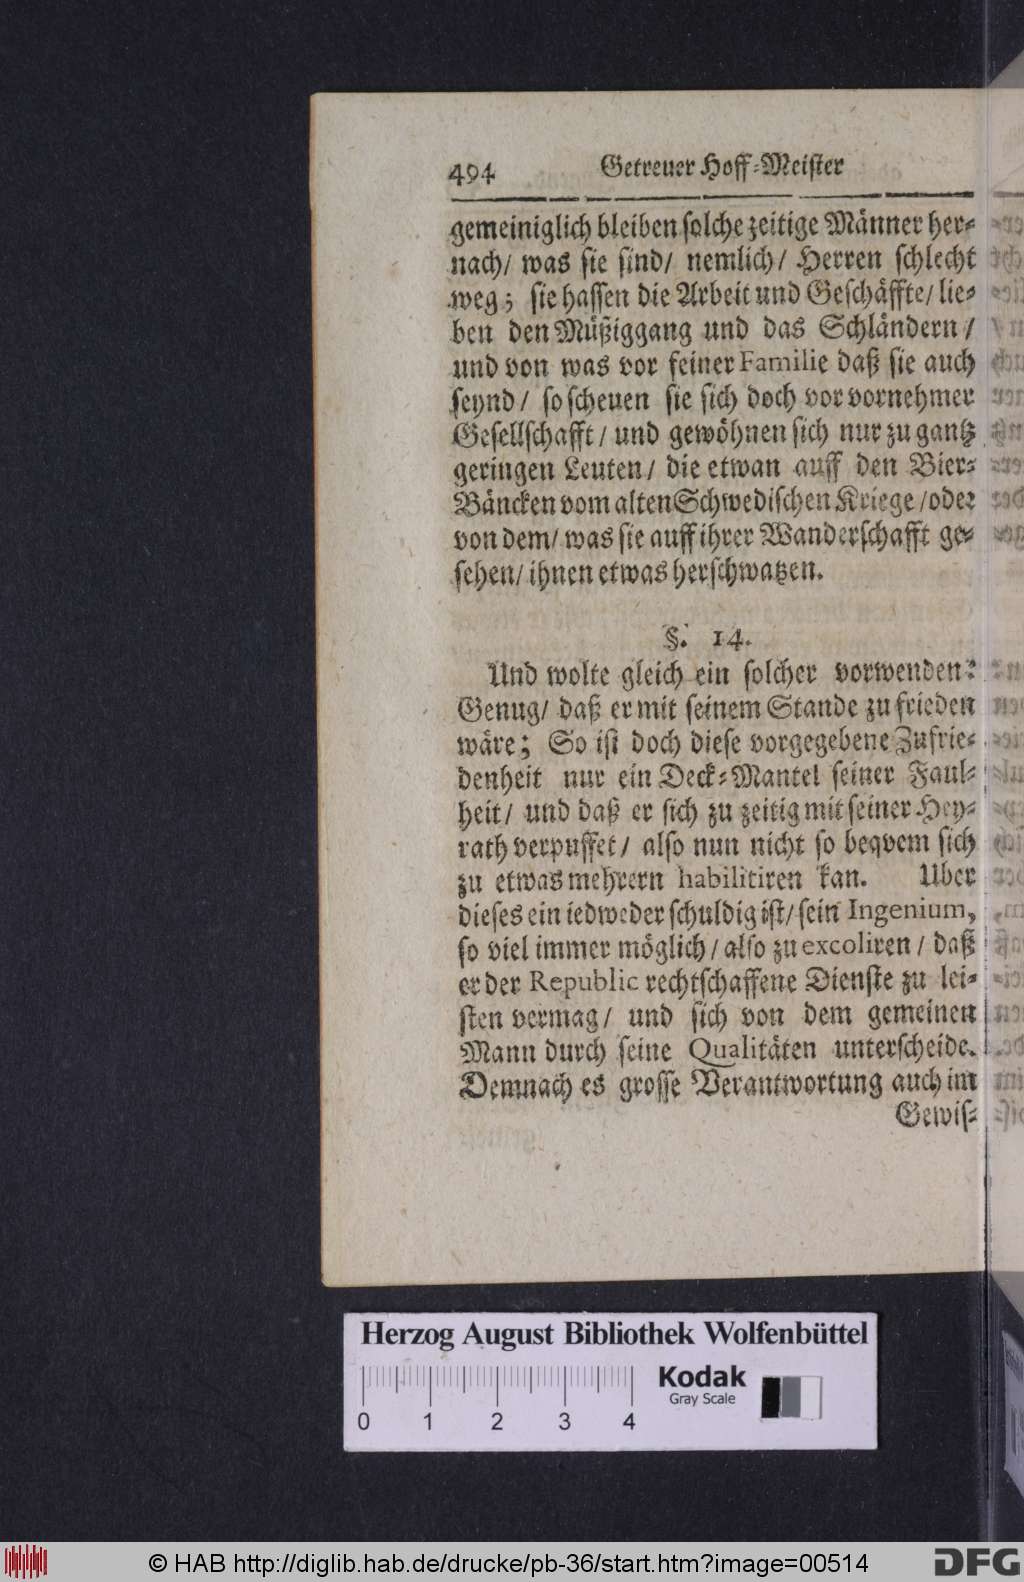 494 Getreuer Hoff-Meister
gemeiniglich bleiben solche zeitige Männer her-
nach/ was sie sind/ nemlich/ Herren schlecht
weg; sie hassen die Arbeit und Geschäffte/ lie-
ben den Müßiggang und das Schländern/
und von was vor feiner Familie daß sie auch
seynd/ so scheuen sie sich doch vor vornehmer
Gesellschafft/ und gewöhnen sich nur zu gantz
geringen Leuten/ die etwan auff den Bier-
Bäncken vom alten Schwedischen Kriege/ oder
von dem/ was sie auff ihrer Wanderschafft ge-
sehen/ ihnen etwas herschwatzen.
§. 14.
Und wolte gleich ein solcher vorwenden:
Genug/ daß er mit seinem Stande zu frieden
wäre; So ist doch diese vorgegebene Zufrie-
denheit nur ein Deck-Mantel seiner Faul-
heit/ und daß er sich zu zeitig mit seiner Hey-
rath verpuffet/ also nun nicht so beqvem sich
zu etwas mehrern habilitiren kan. Uber
dieses ein iedweder schuldig ist/ sein Ingenium,
so viel immer möglich/ also zu excoliren/ daß
er der Republic rechtschaffene Dienste zu lei-
sten vermag/ und sich von dem gemeinen
Mann durch seine Qualitäten unterscheide.
Demnach es grosse Verantwortung auch im
Gewis-
Herzog August Bibliothek Wolfenbüttel
Kodak
Gray Scale
0 1 2 3 4
© HAB http://diglib.hab.de/drucke/pb-36/start.htm?image=00514
DFG